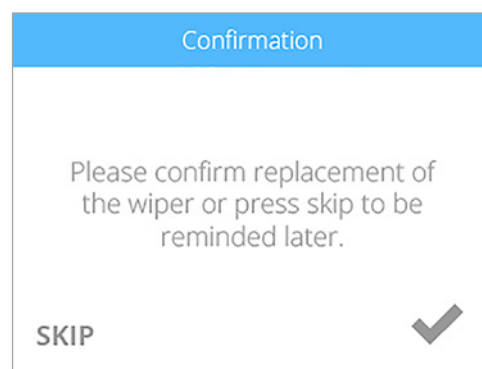 Confirmation
Please confirm replacement of
the wiper or press skip to be
reminded later.
SKIP